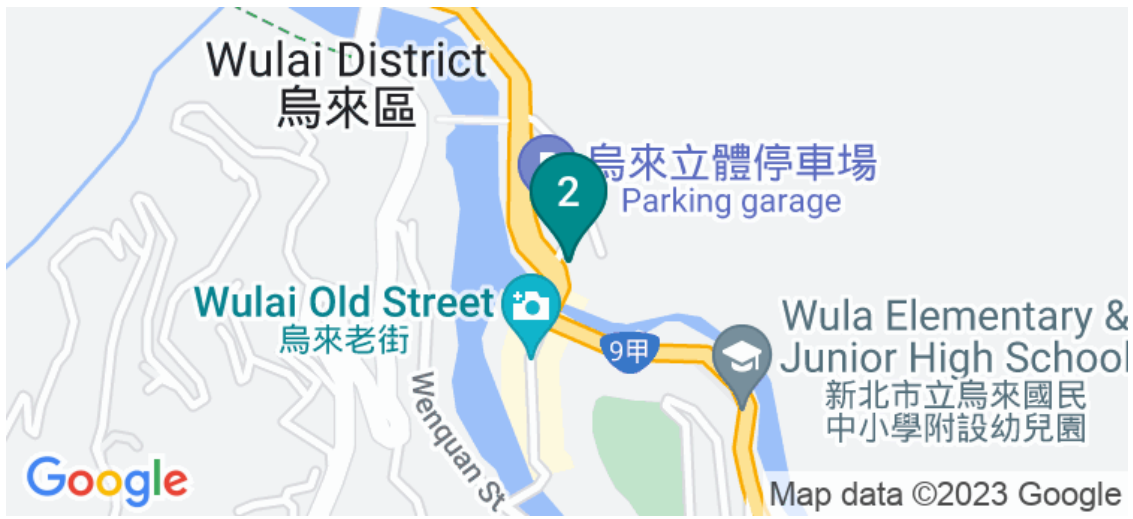 Wulai District
烏來區
烏來立體停車場
Parking garage
2
Wulai Old Street
烏來老街
9甲
Wula Elementary &
Junior High School
新北市立烏來國民
中小學附設幼兒園
Wenquan St
Google
Map data ©2023 Google